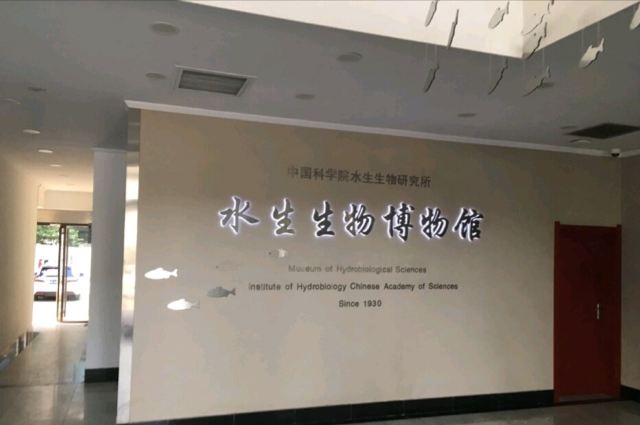 中国科学院水生生物研究所
水生生物博物馆
Museum of Hydrobiological Sciences
Institute of Hydrobiology Chinese Academy of Sciences
Since 1930